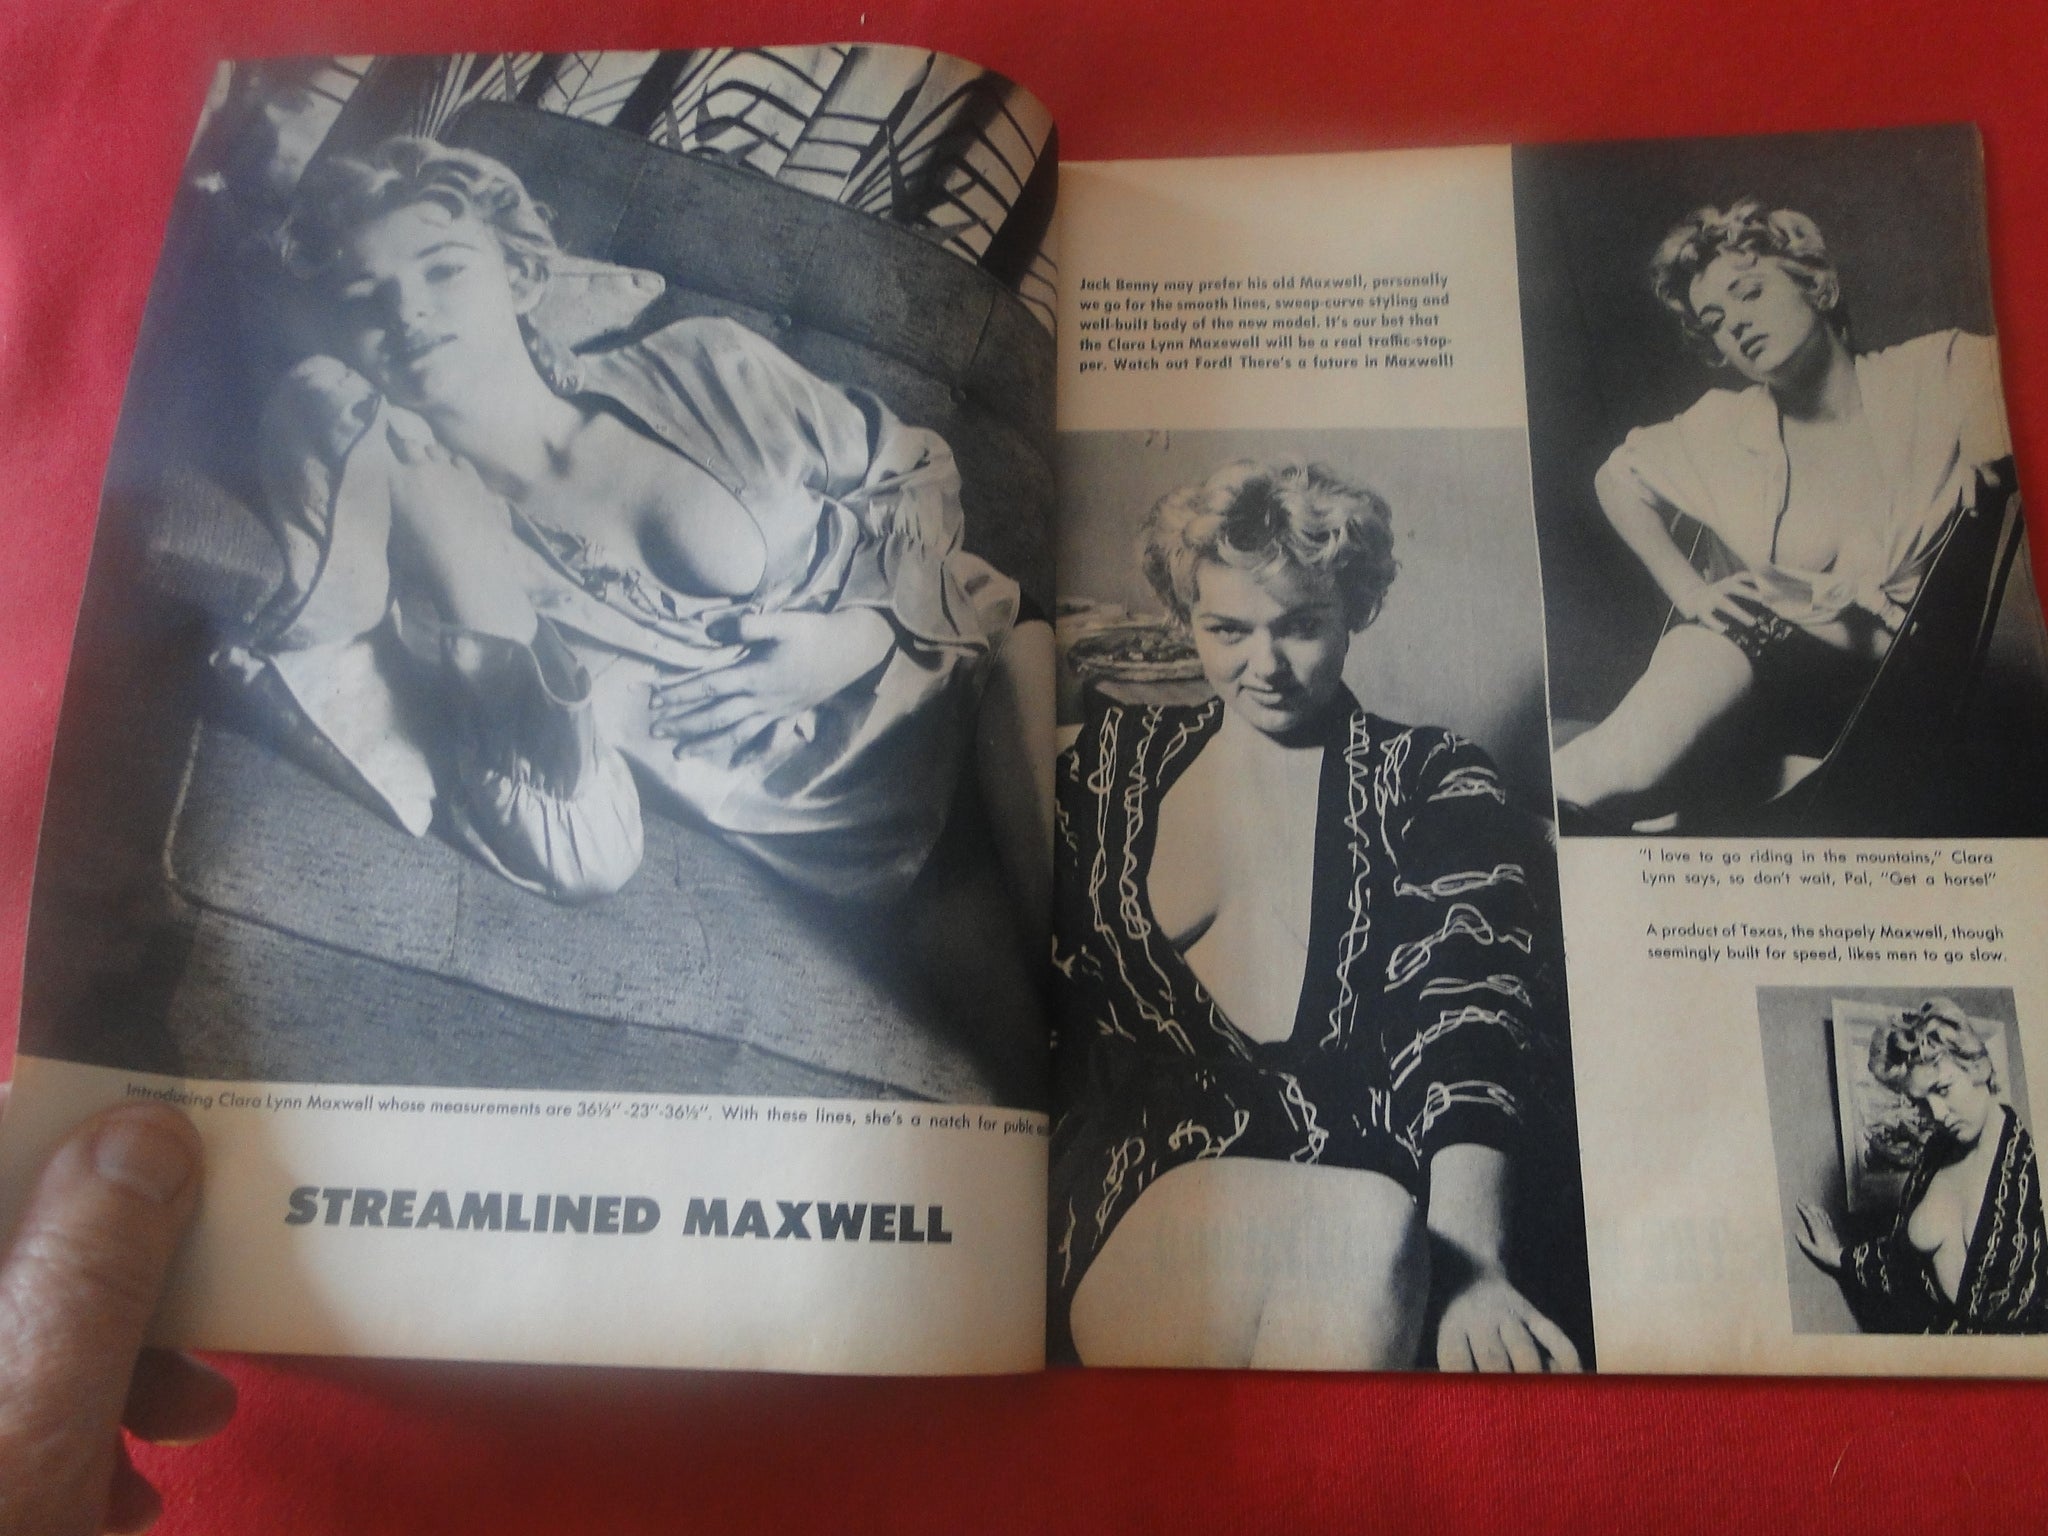 Introducing Clara Lynn Maxwell whose measurements are 36½"-23"-36½". With these lines, she's a natch for public
STREAMLINED MAXWELL
Jack Benny may prefer his old Maxwell, personally
we go for the smooth lines, sweep-curve styling and
well-built body of the new model. It's our bet that
the Clara Lynn Maxewell will be a real traffic-stop-
per. Watch out Ford! There's a future in Maxwell!
"I love to go riding in the mountains," Clara
Lynn says, so don't wait, Pal, "Get a horse!"
A product of Texas, the shapely Maxwell, though
seemingly built for speed, likes men to go slow.